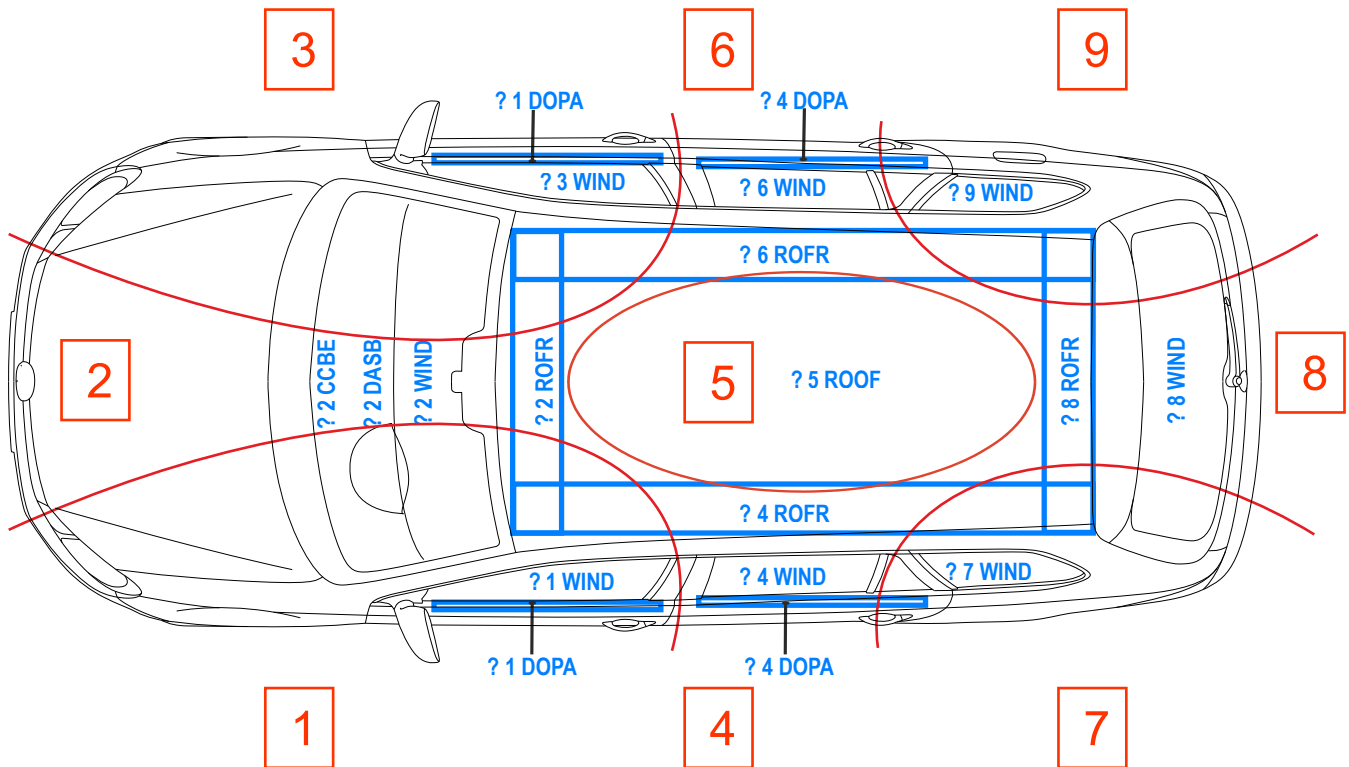 3
6
9
? 1 DOPA
? 4 DOPA
? 3 WIND
? 6 WIND
? 9 WIND
? 6 ROFR
2
? 2 CCBE
? 2 DASB
? 2 WIND
? 2 ROFR
5
? 5 ROOF
? 8 ROFR
? 8 WIND
8
? 4 ROFR
? 1 WIND
? 4 WIND
? 7 WIND
? 1 DOPA
? 4 DOPA
1
4
7